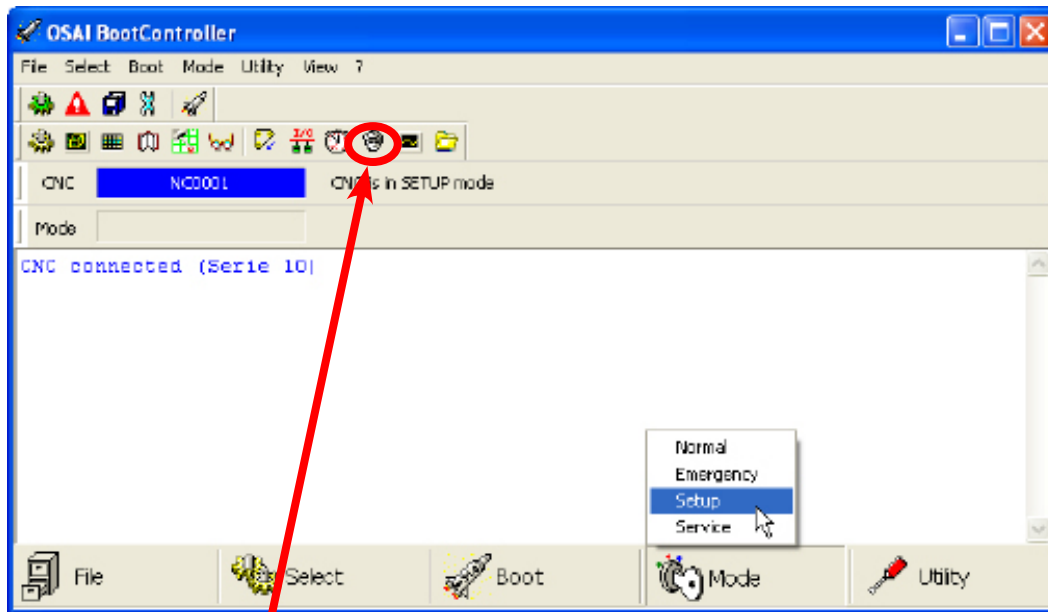 OSAI BootController
File Select Boot Mode Utility View ?
I/O
CNC NC0001 CNC is in SETUP mode
Mode
CNC connected (Serie 10)
Normal
Emergency
Setup
Service
File Select Boot Mode Utility